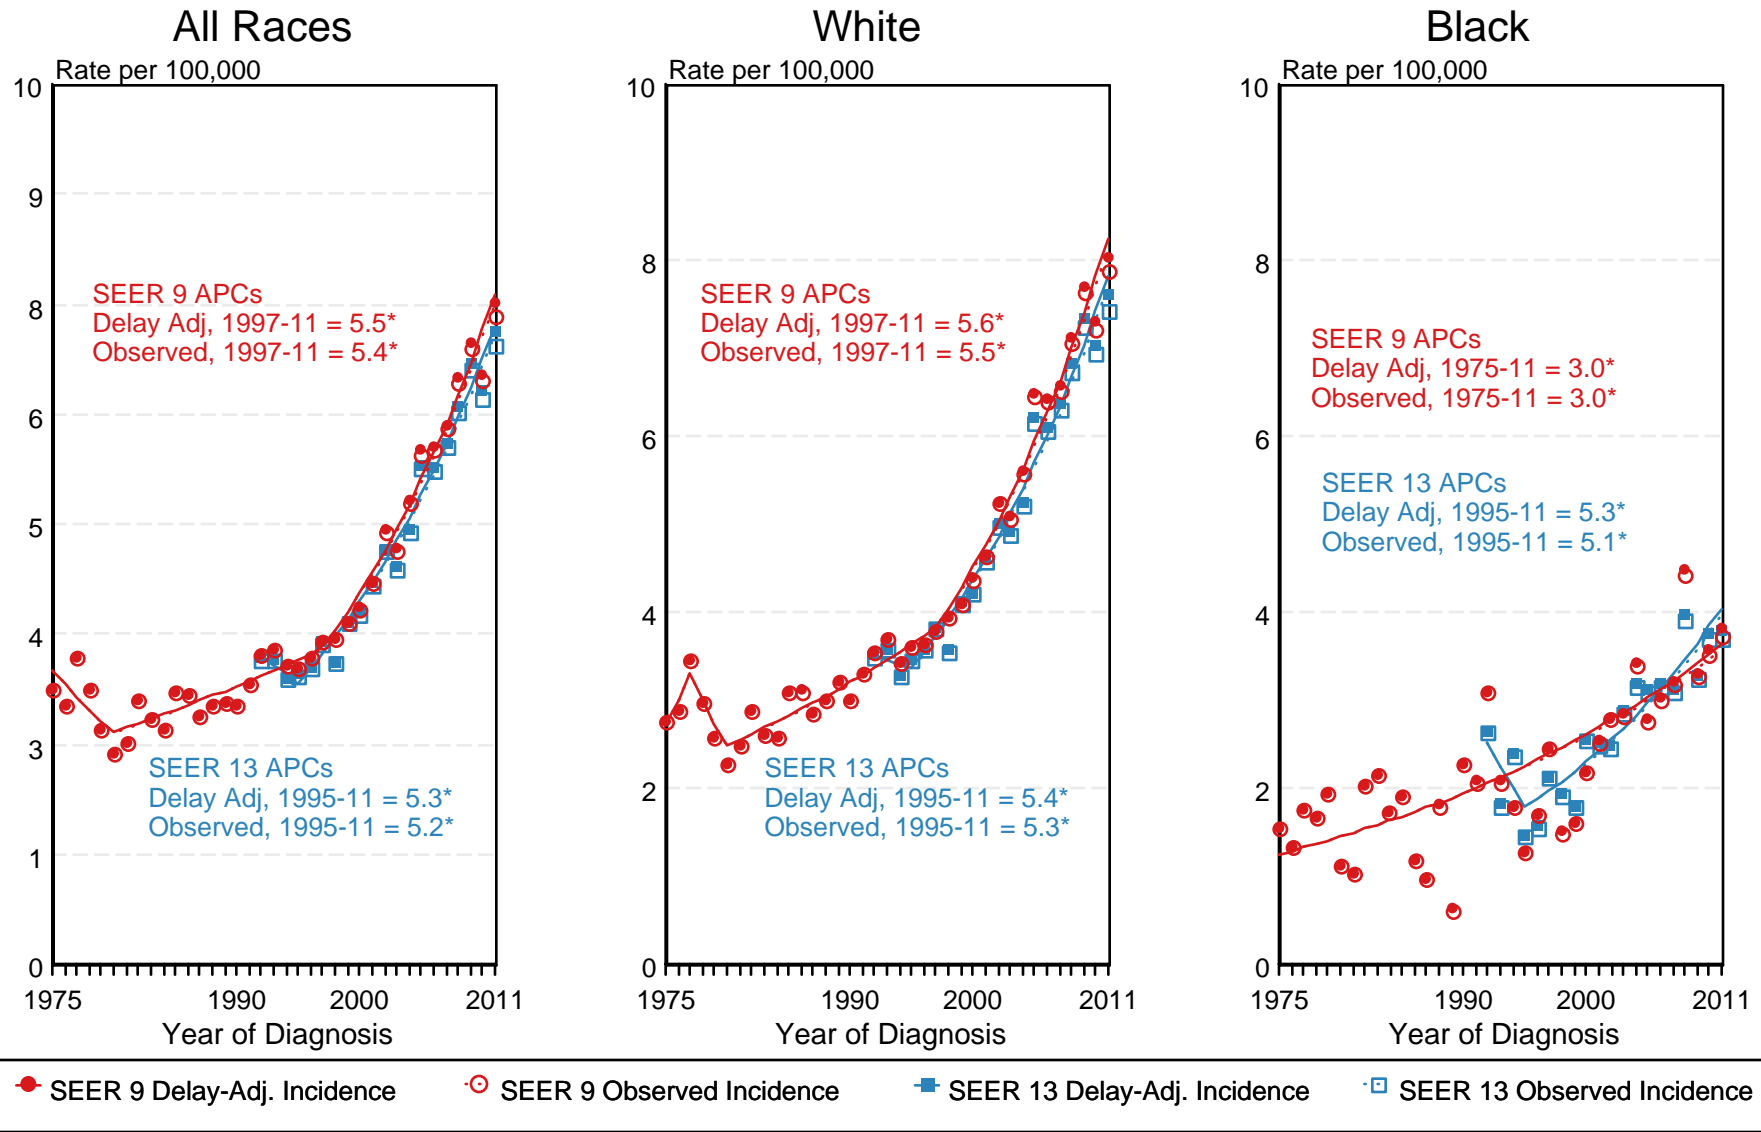 All Races
Rate per 100,000
10
9
8
6
5
4
3
1
0
SEER 9 APCs
Delay Adj, 1997-11 = 5.5*
Observed, 1997-11 = 5.4*
SEER 13 APCs
Delay Adj, 1995-11 = 5.3*
Observed, 1995-11 = 5.2*
1975
1990
2000
2011
Year of Diagnosis
White
Rate per 100,000
10
8
6
4
2
0
SEER 9 APCs
Delay Adj, 1997-11 = 5.6*
Observed, 1997-11 = 5.5*
SEER 13 APCs
Delay Adj, 1995-11 = 5.4*
Observed, 1995-11 = 5.3*
1975
1990
2000
2011
Year of Diagnosis
Black
Rate per 100,000
10
8
6
4
2
0
SEER 9 APCs
Delay Adj, 1975-11 = 3.0*
Observed, 1975-11 = 3.0*
SEER 13 APCs
Delay Adj, 1995-11 = 5.3*
Observed, 1995-11 = 5.1*
1975
1990
2000
2011
Year of Diagnosis
SEER 9 Delay-Adj. Incidence
SEER 9 Observed Incidence
SEER 13 Delay-Adj. Incidence
SEER 13 Observed Incidence